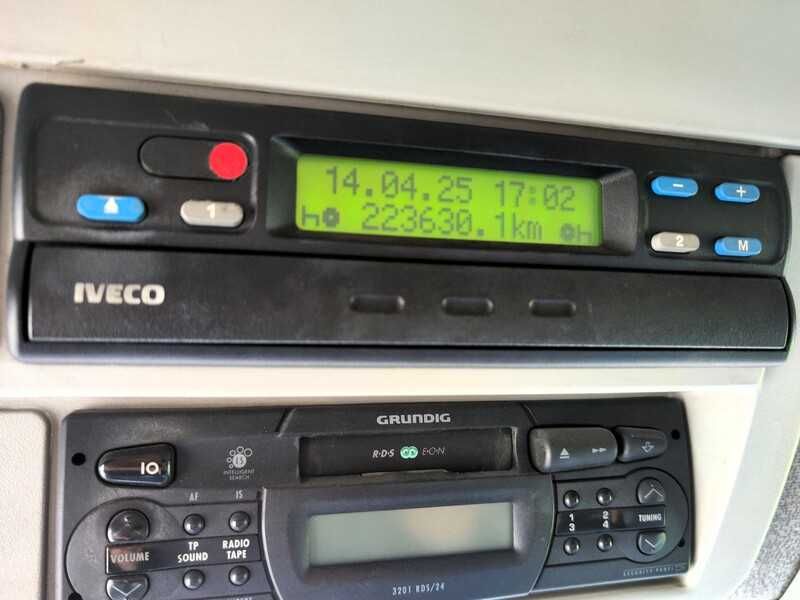 14.04.25 17:02
223630.1km
1
2
M
IVECO
GRUNDIG
R·D·S E·O·N
IS
INTELLIGENT
SEARCH
AF IS
VOLUME
TP RADIO
SOUND TAPE
1 2
3 4
TUNING
3201 RDS/24